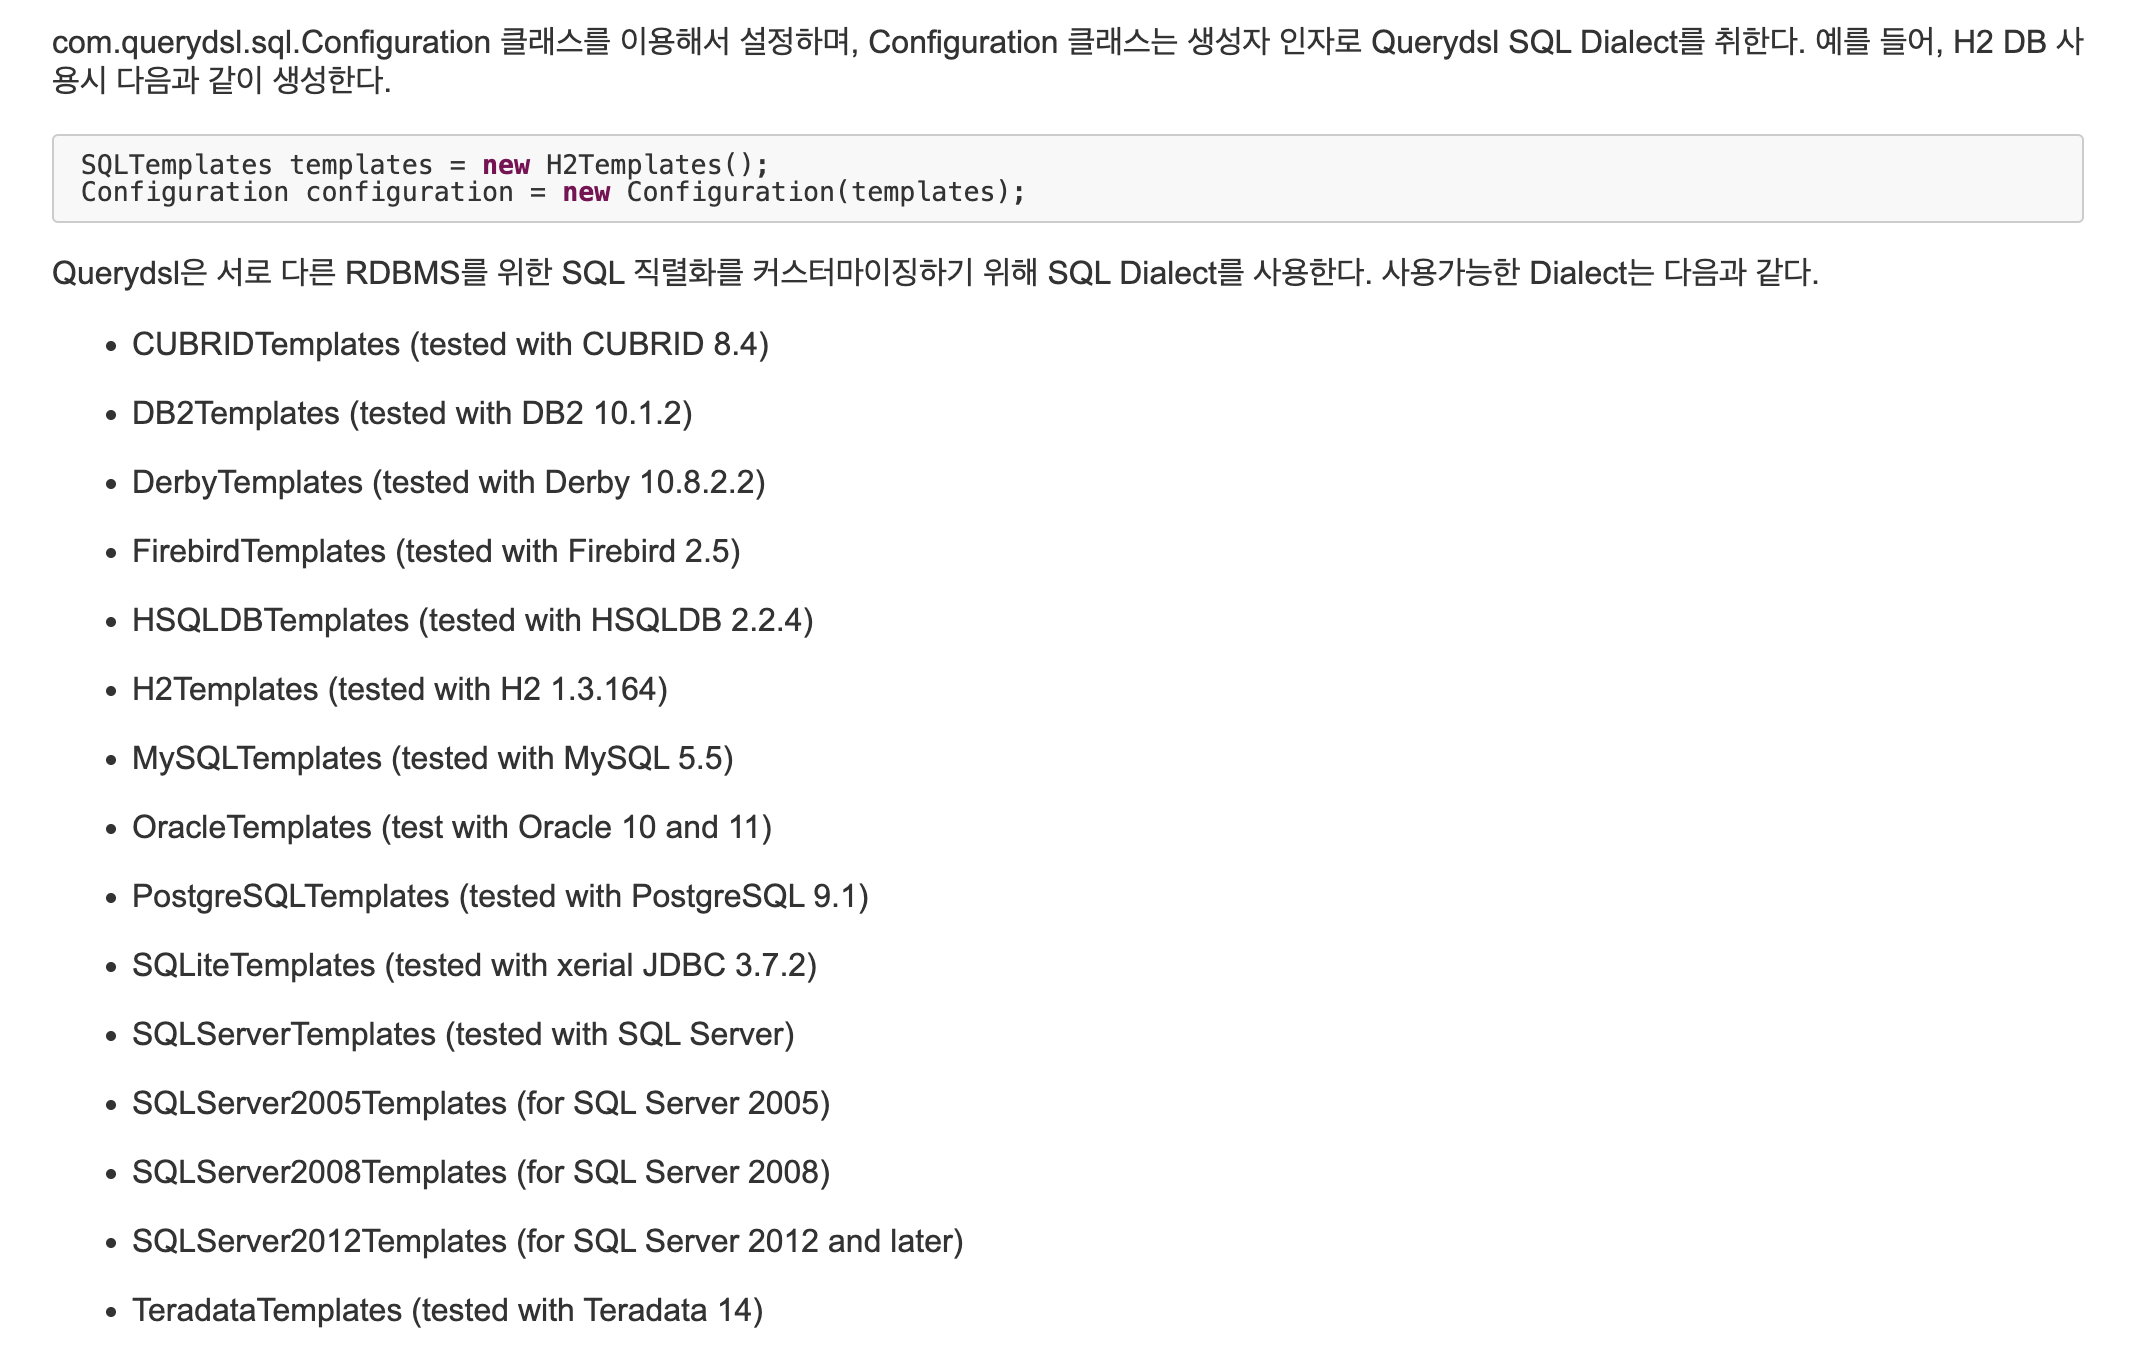 com.querydsl.sql.Configuration 클래스를 이용해서 설정하며, Configuration 클래스는 생성자 인자로 Querydsl SQL Dialect를 취한다. 예를 들어, H2 DB 사
용시 다음과 같이 생성한다.
SQLTemplates templates = new H2Templates();
Configuration configuration = new Configuration(templates);
Querydsl은 서로 다른 RDBMS를 위한 SQL 직렬화를 커스터마이징하기 위해 SQL Dialect를 사용한다. 사용가능한 Dialect는 다음과 같다.
• CUBRIDTemplates (tested with CUBRID 8.4)
• DB2Templates (tested with DB2 10.1.2)
• DerbyTemplates (tested with Derby 10.8.2.2)
• FirebirdTemplates (tested with Firebird 2.5)
• HSQLDBTemplates (tested with HSQLDB 2.2.4)
• H2Templates (tested with H2 1.3.164)
• MySQLTemplates (tested with MySQL 5.5)
• OracleTemplates (test with Oracle 10 and 11)
• PostgreSQLTemplates (tested with PostgreSQL 9.1)
• SQLiteTemplates (tested with xerial JDBC 3.7.2)
• SQLServerTemplates (tested with SQL Server)
• SQLServer2005Templates (for SQL Server 2005)
• SQLServer2008Templates (for SQL Server 2008)
• SQLServer2012Templates (for SQL Server 2012 and later)
• TeradataTemplates (tested with Teradata 14)